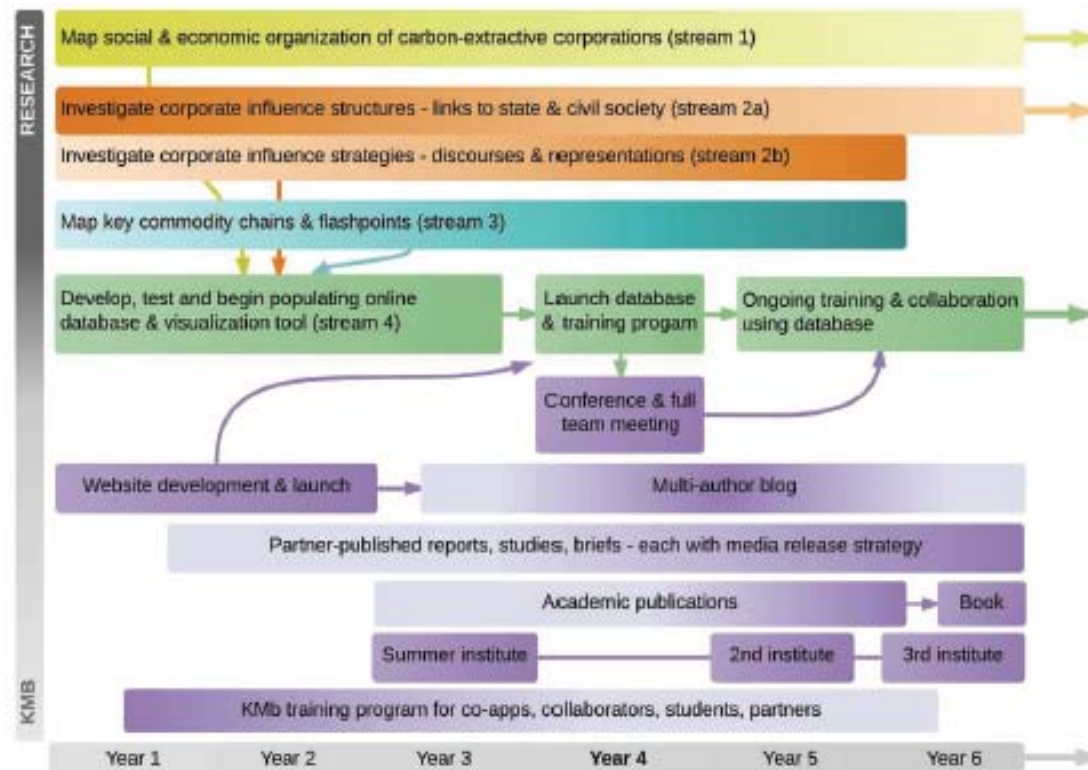 RESEARCH
Map social & economic organization of carbon-extractive corporations (stream 1)
Investigate corporate influence structures - links to state & civil society (stream 2a)
Investigate corporate influence strategies - discourses & representations (stream 2b)
Map key commodity chains & flashpoints (stream 3)
Develop, test and begin populating online
database & visualization tool (stream 4)
Launch database
& training progam
Ongoing training & collaboration
using database
Conference & full
team meeting
Website development & launch
Multi-author blog
Partner-published reports, studies, briefs - each with media release strategy
Academic publications
Book
Summer institute
2nd institute
3rd institute
KMb training program for co-apps, collaborators, students, partners
KMB
Year 1
Year 2
Year 3
Year 4
Year 5
Year 6